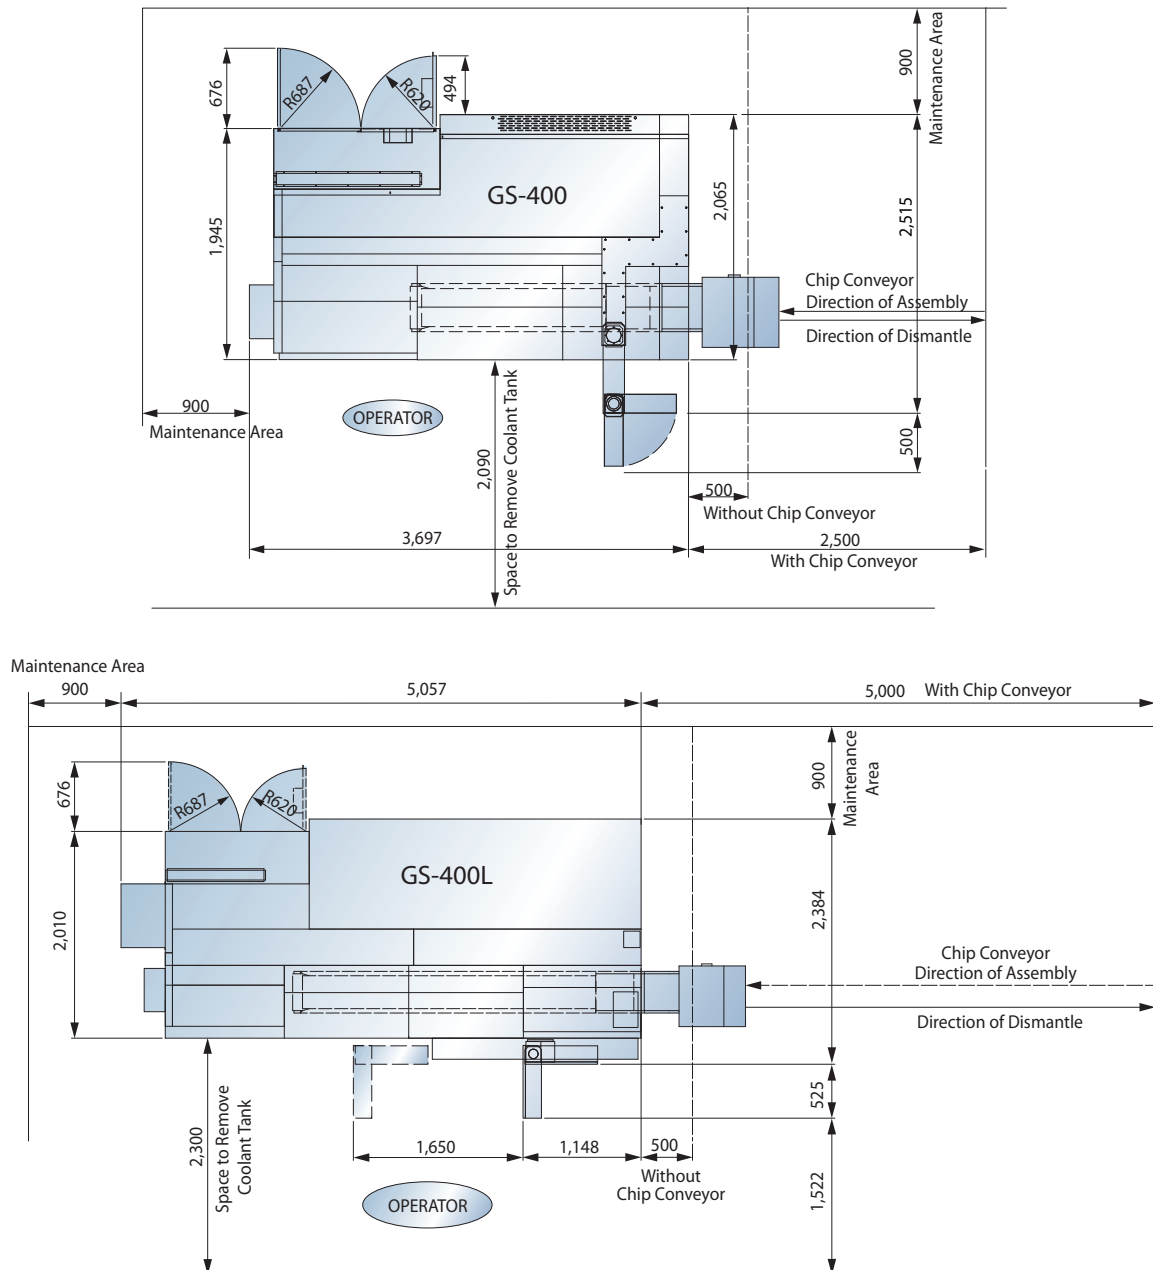 676
R687
R620
494
900
Maintenance Area
GS-400
1,945
2,065
2,515
Chip Conveyor
Direction of Assembly
Direction of Dismantle
900
Maintenance Area
OPERATOR
2,090
Space to Remove Coolant Tank
500
500
Without Chip Conveyor
3,697
2,500
With Chip Conveyor
Maintenance Area
900
5,057
5,000
With Chip Conveyor
676
R687
R620
900
Maintenance
Area
GS-400L
2,010
2,384
Chip Conveyor
Direction of Assembly
Direction of Dismantle
525
2,300
Space to Remove
Coolant Tank
1,650
1,148
500
Without
Chip Conveyor
1,522
OPERATOR